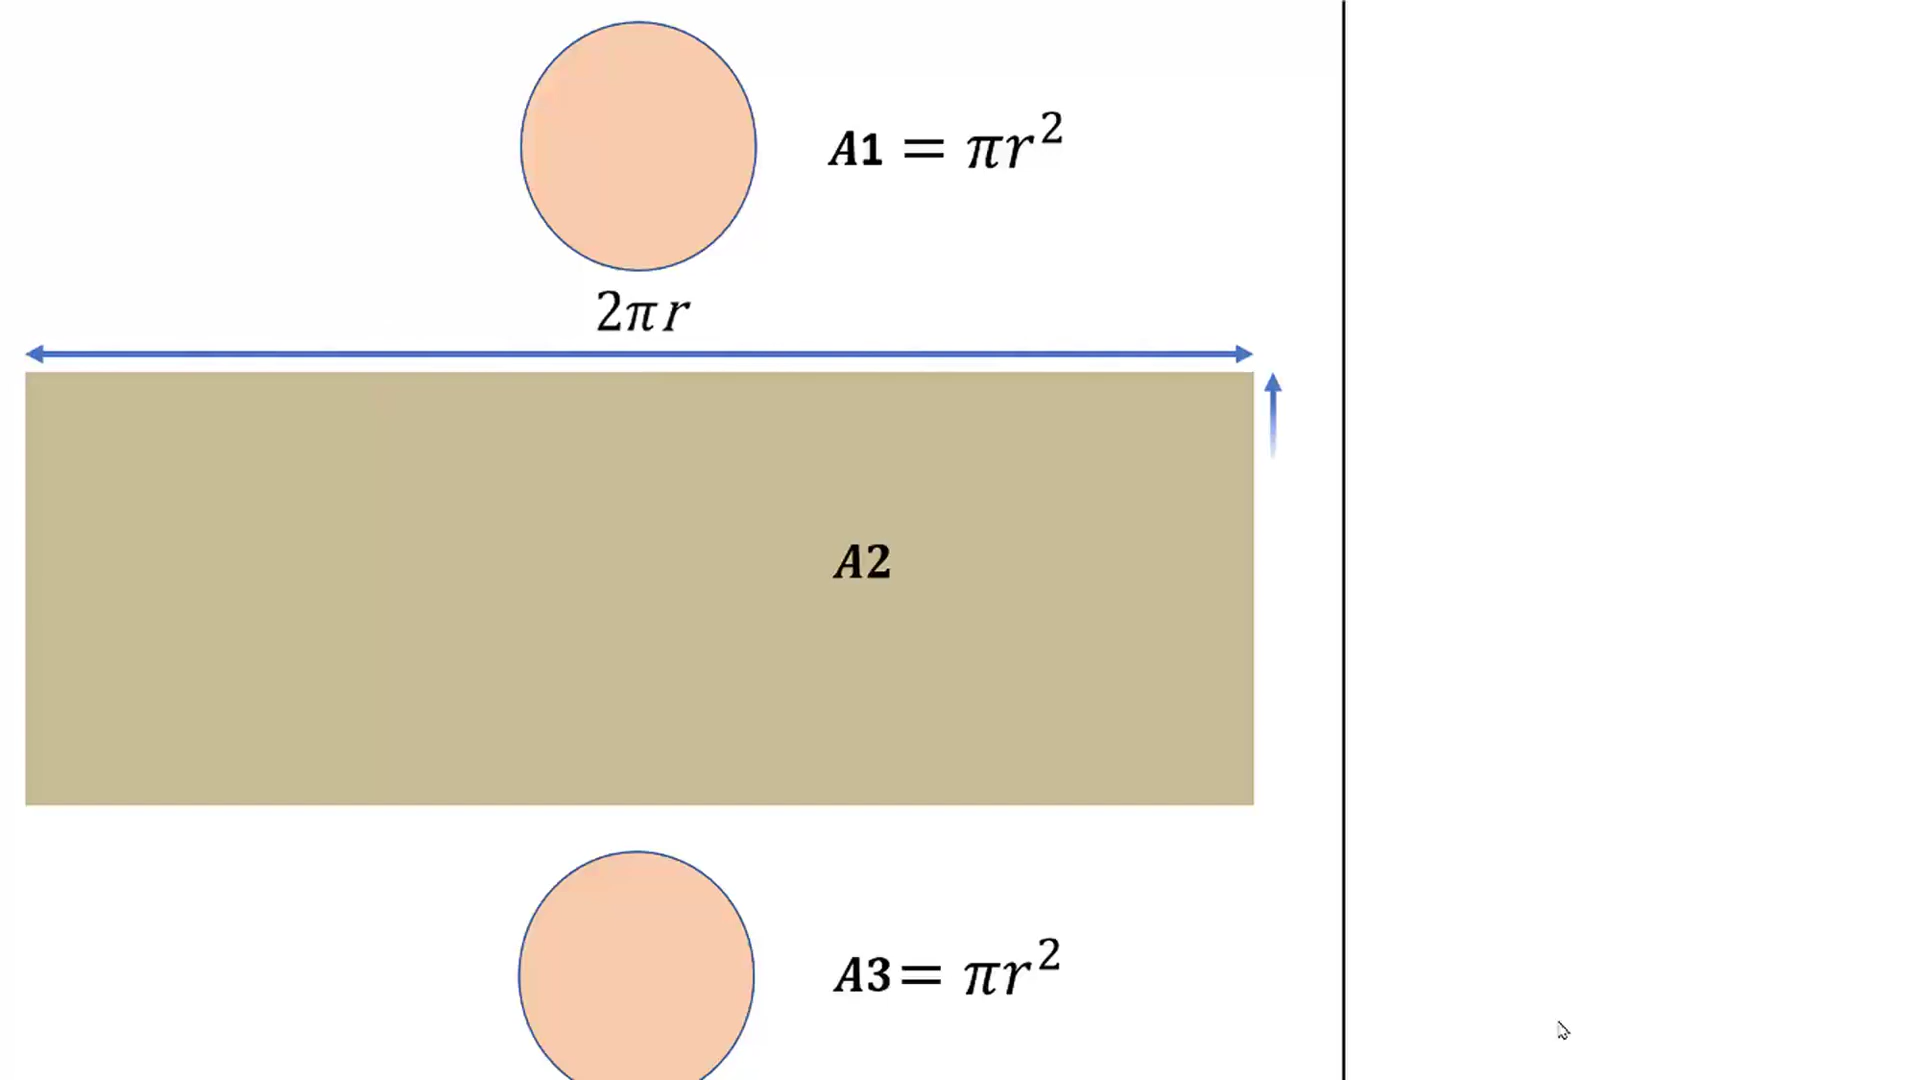 A1 = πr²
2πr
A2
A3 = πr²